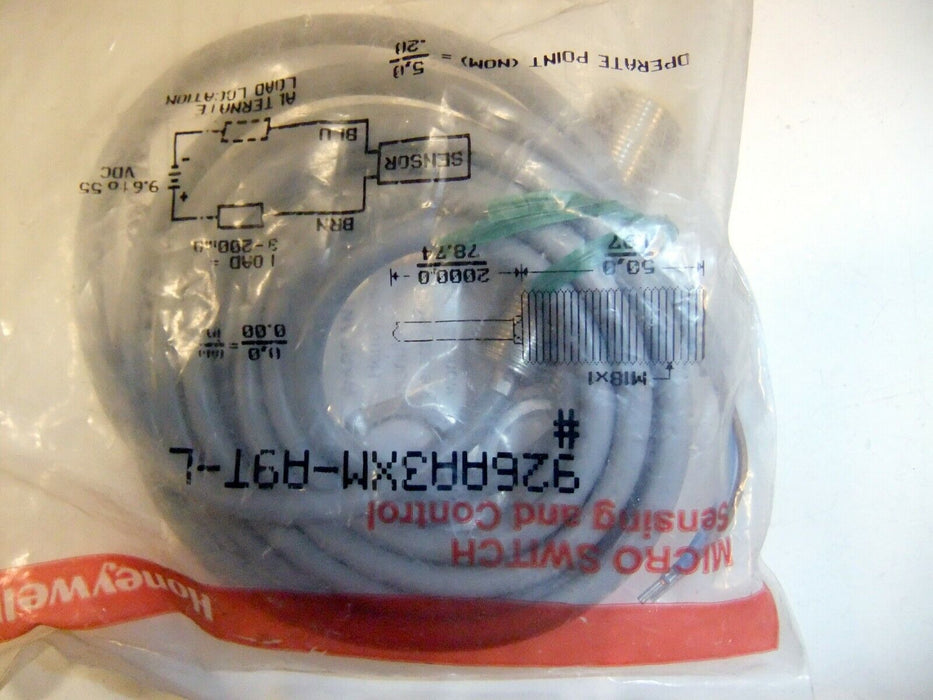 Honeywell
MICRO SWITCH
Sensing and Control
926AA3XM-A9T-L
#
M18x1
0,0
0.00
=
50,0
1.97
2000,0
78.74
LOAD =
3-200mA
BRN
SENSOR
BLU
9.6 to 55
VDC
+
-
ALTERNATE
LOAD LOCATION
OPERATE POINT (NOM) = 5,0
.20